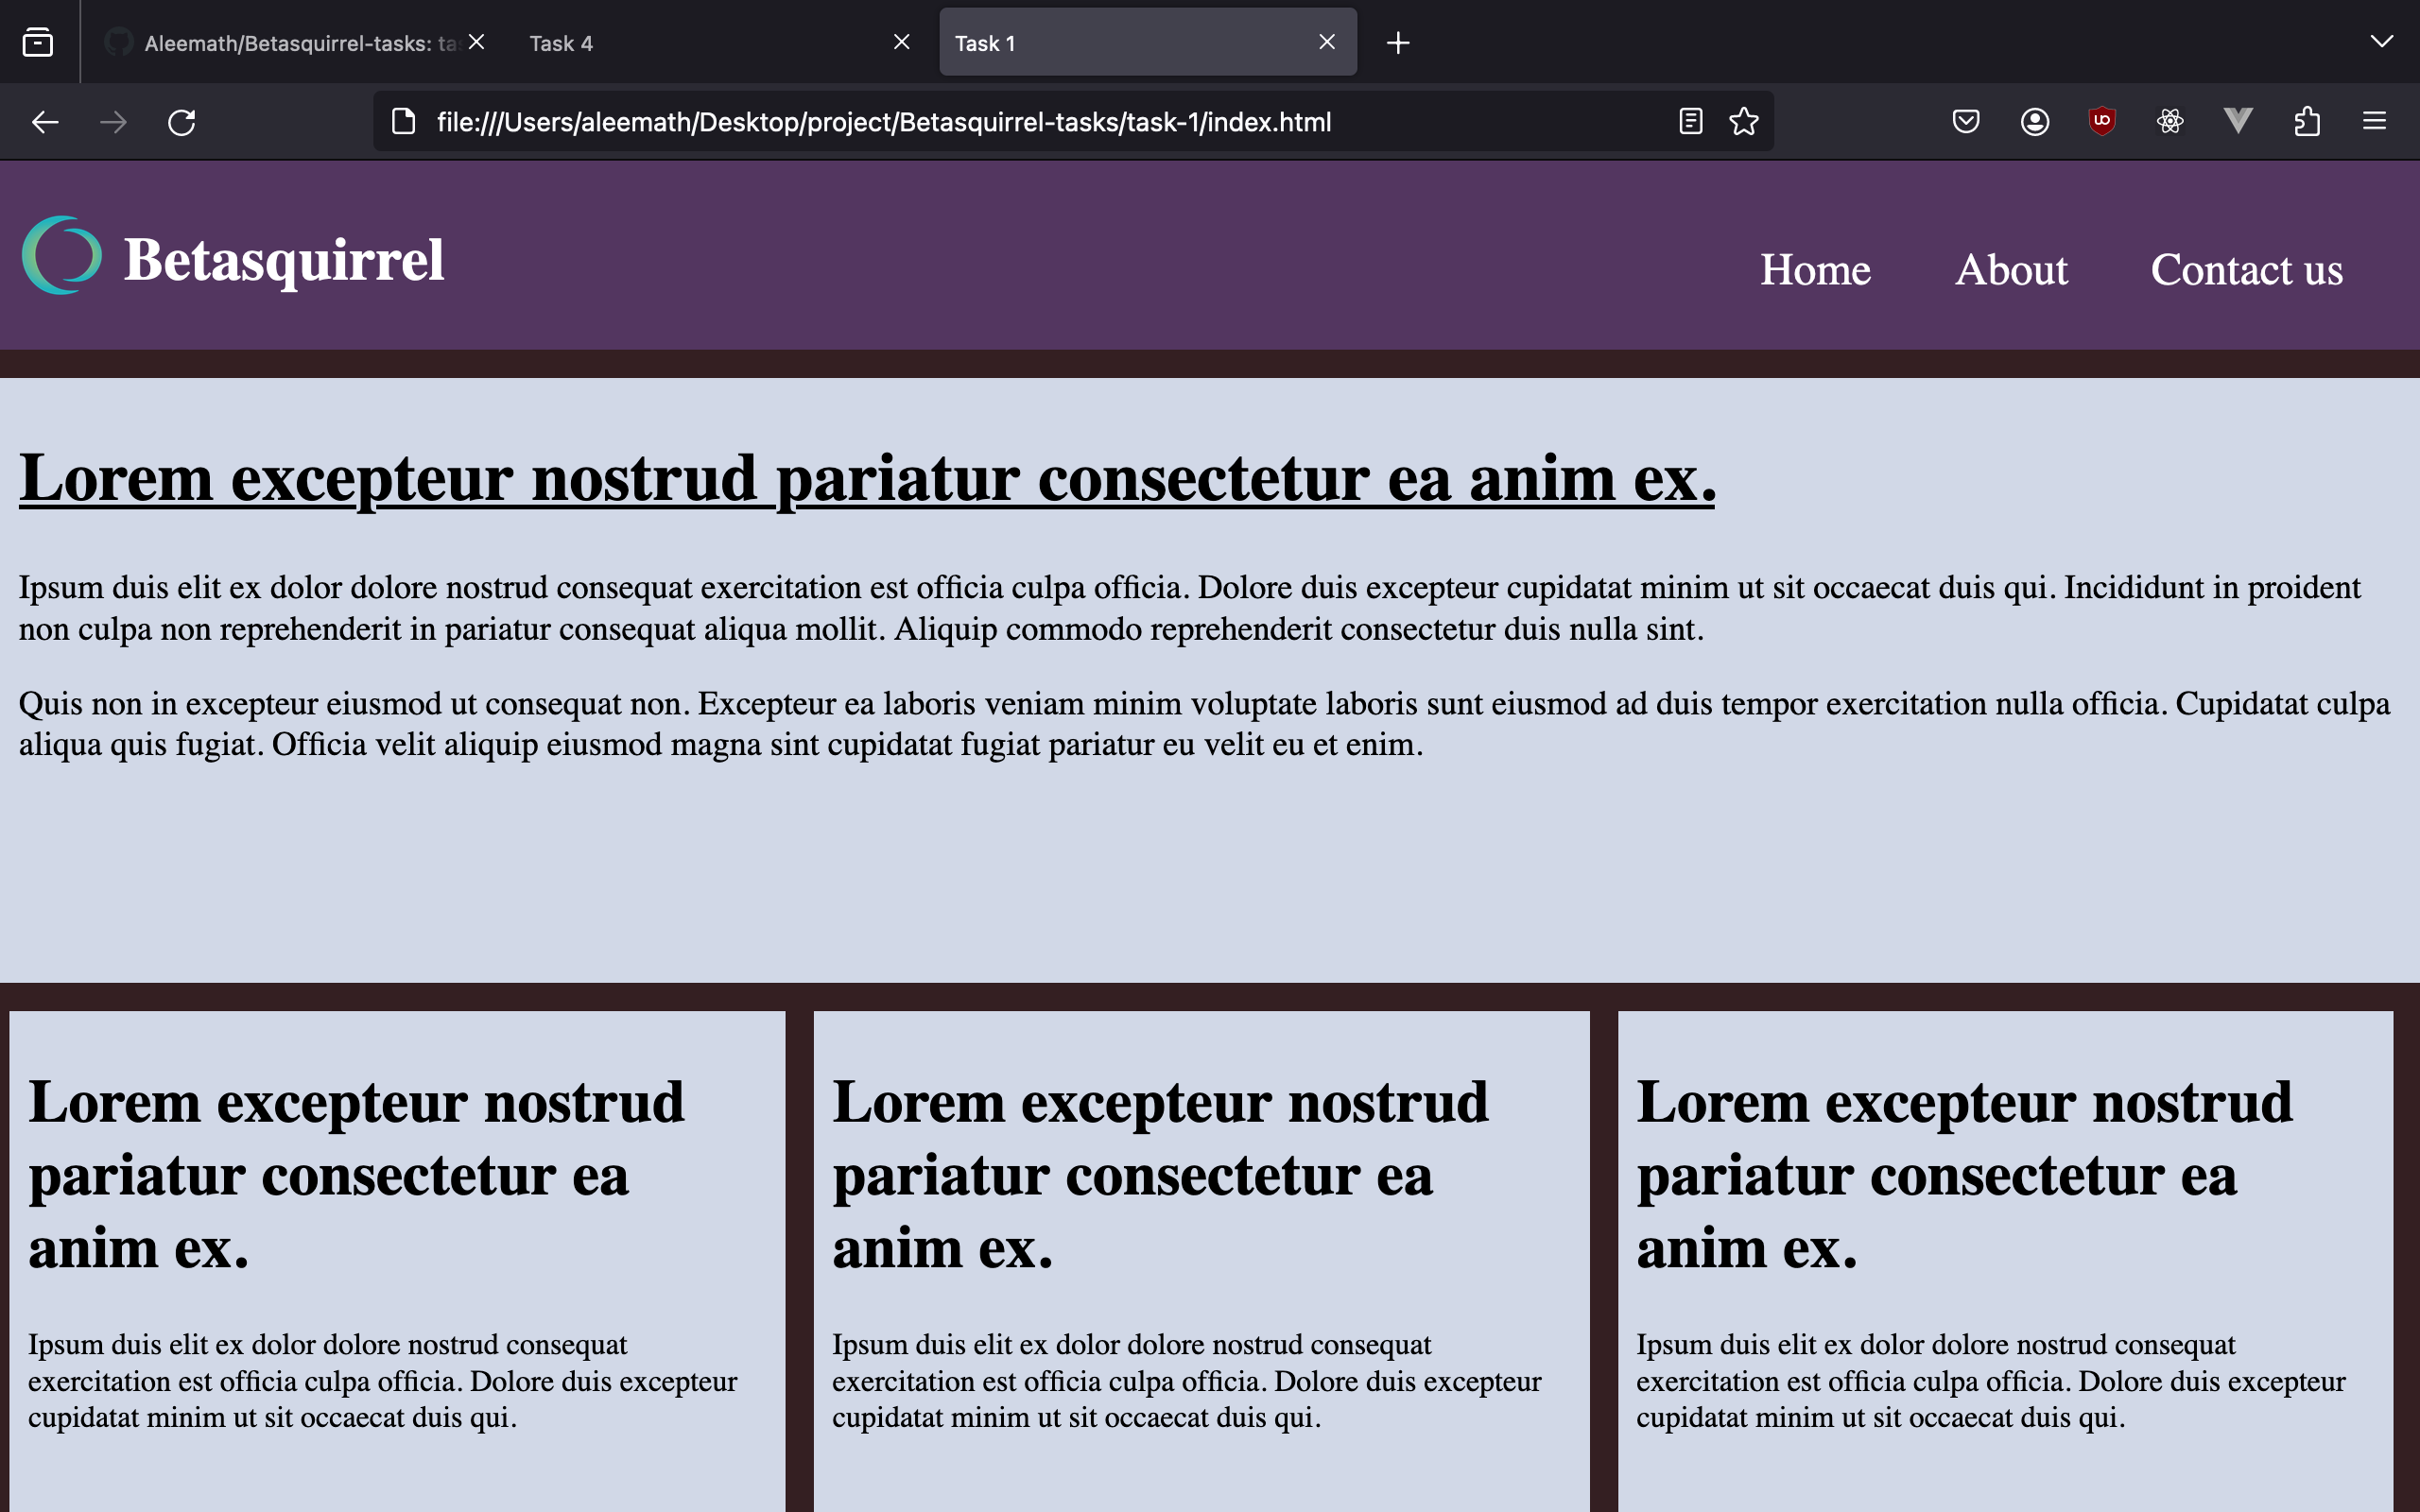 Aleemath/Betasquirrel-tasks: ta
Task 4
Task 1
file:///Users/aleemath/Desktop/project/Betasquirrel-tasks/task-1/index.html
Betasquirrel
Home
About
Contact us
Lorem excepteur nostrud pariatur consectetur ea anim ex.
Ipsum duis elit ex dolor dolore nostrud consequat exercitation est officia culpa officia. Dolore duis excepteur cupidatat minim ut sit occaecat duis qui. Incididunt in proident
non culpa non reprehenderit in pariatur consequat aliqua mollit. Aliquip commodo reprehenderit consectetur duis nulla sint.
Quis non in excepteur eiusmod ut consequat non. Excepteur ea laboris veniam minim voluptate laboris sunt eiusmod ad duis tempor exercitation nulla officia. Cupidatat culpa
aliqua quis fugiat. Officia velit aliquip eiusmod magna sint cupidatat fugiat pariatur eu velit eu et enim.
Lorem excepteur nostrud
pariatur consectetur ea
anim ex.
Ipsum duis elit ex dolor dolore nostrud consequat
exercitation est officia culpa officia. Dolore duis excepteur
cupidatat minim ut sit occaecat duis qui.
Lorem excepteur nostrud
pariatur consectetur ea
anim ex.
Ipsum duis elit ex dolor dolore nostrud consequat
exercitation est officia culpa officia. Dolore duis excepteur
cupidatat minim ut sit occaecat duis qui.
Lorem excepteur nostrud
pariatur consectetur ea
anim ex.
Ipsum duis elit ex dolor dolore nostrud consequat
exercitation est officia culpa officia. Dolore duis excepteur
cupidatat minim ut sit occaecat duis qui.